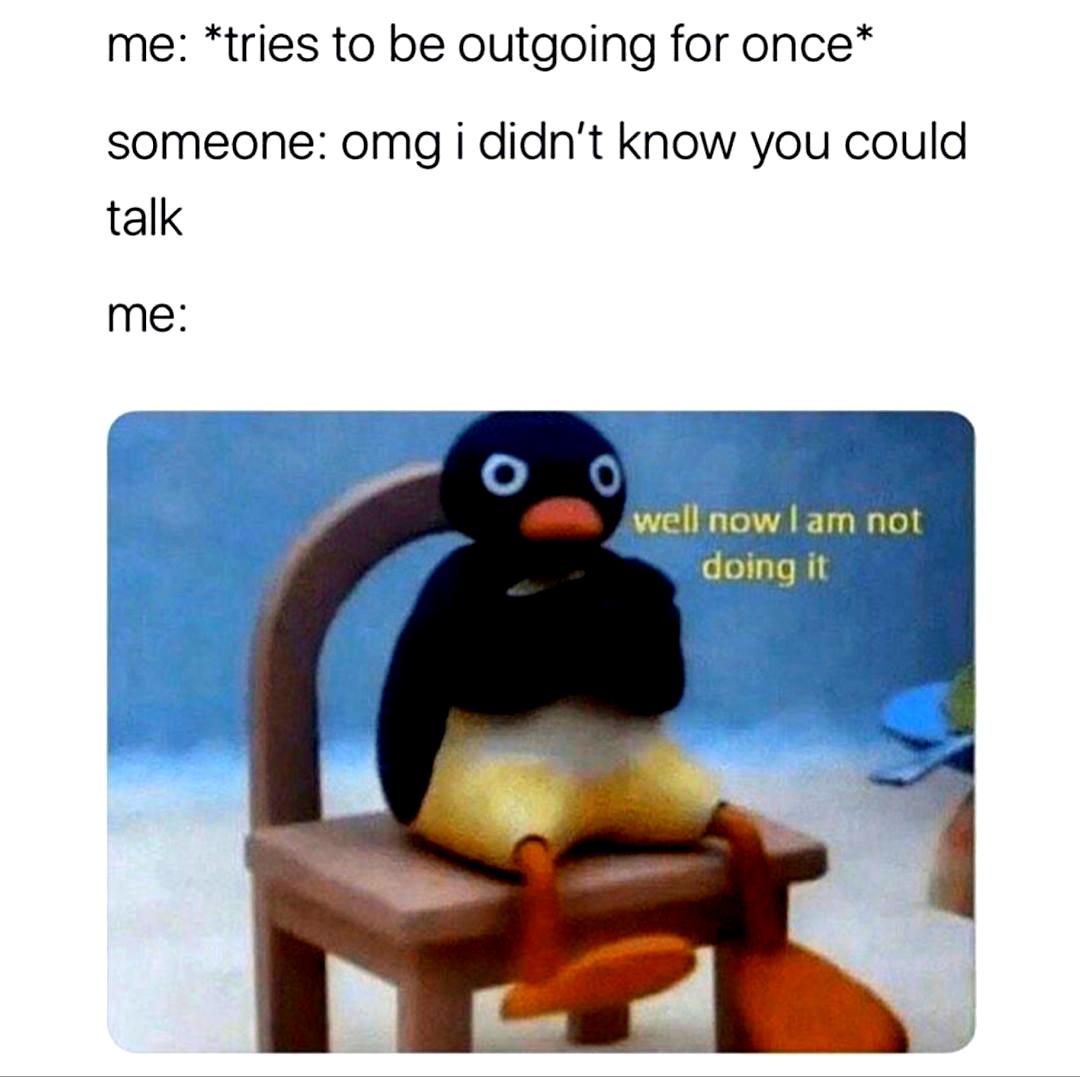 me: *tries to be outgoing for once*
someone: omg i didn’t know you could
talk
me:
well now I am not
doing it